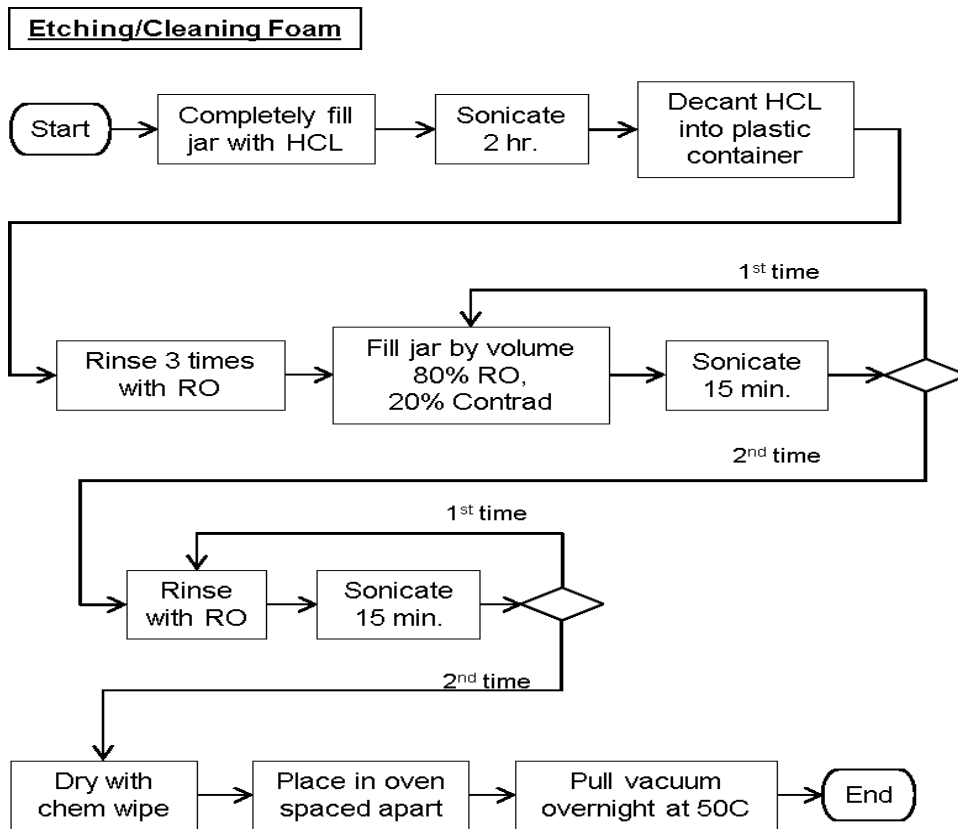 Etching/Cleaning Foam
Start
Completely fill
jar with HCL
Sonicate
2 hr.
Decant HCL
into plastic
container
1st time
Rinse 3 times
with RO
Fill jar by volume
80% RO,
20% Contrad
Sonicate
15 min.
2nd time
1st time
Rinse
with RO
Sonicate
15 min.
2nd time
Dry with
chem wipe
Place in oven
spaced apart
Pull vacuum
overnight at 50C
End